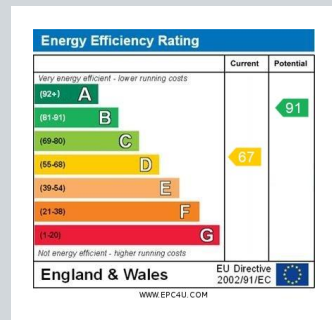 Energy Efficiency Rating
Current Potential
Very energy efficient - lower running costs
(92+) A
(81-91) B 91
(69-80) C
(55-68) D 67
(39-54) E
(21-38) F
(1-20) G
Not energy efficient - higher running costs
England & Wales
EU Directive
2002/91/EC
WWW.EPC4U.COM